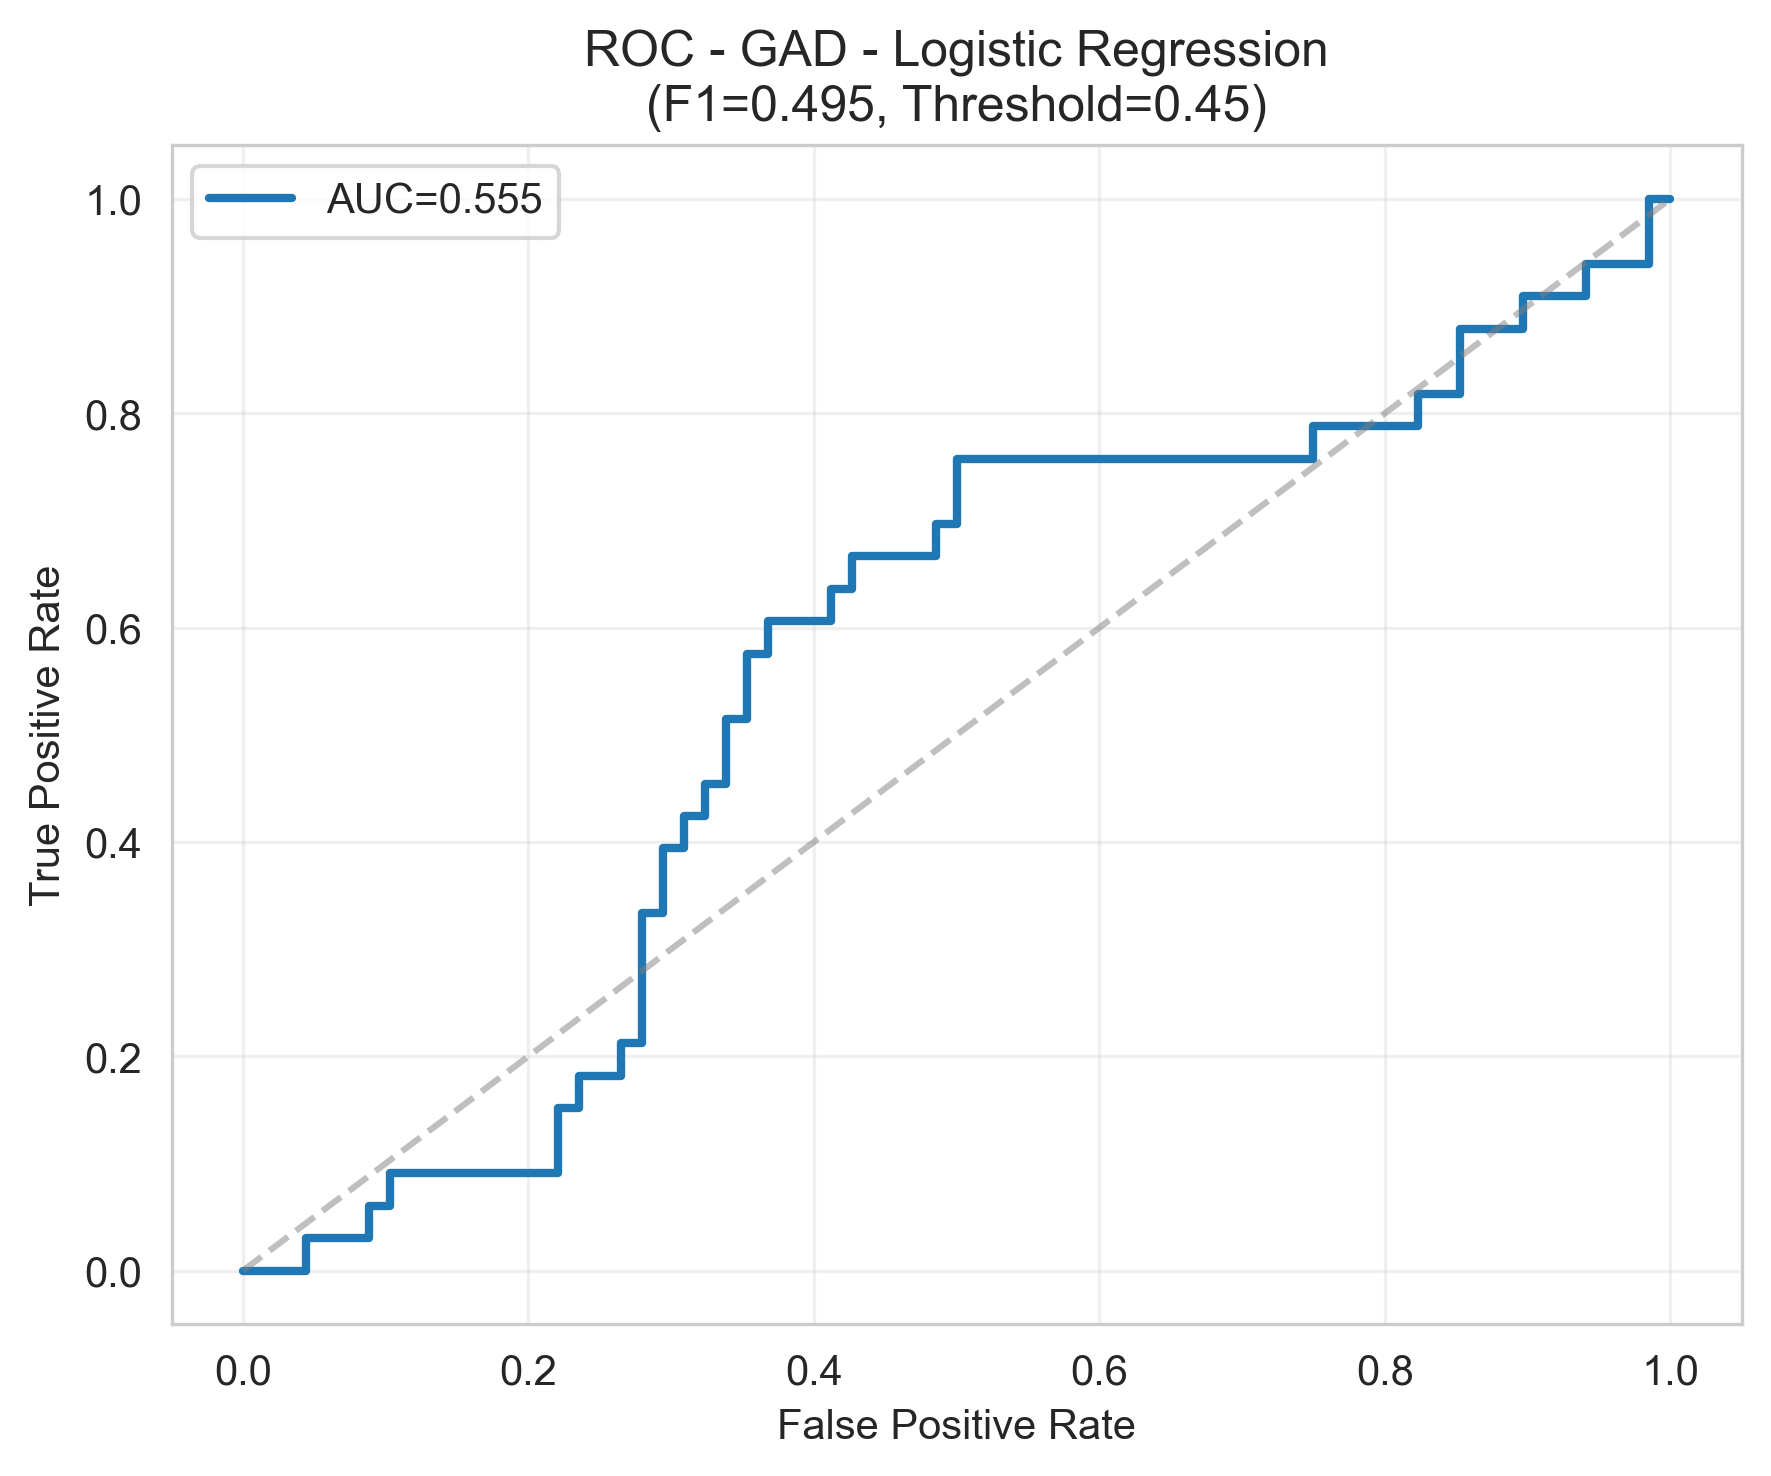 ROC - GAD - Logistic Regression
(F1=0.495, Threshold=0.45)
AUC=0.555
True Positive Rate
1.0
0.8
0.6
0.4
0.2
0.0
0.0 0.2 0.4 0.6 0.8 1.0
False Positive Rate